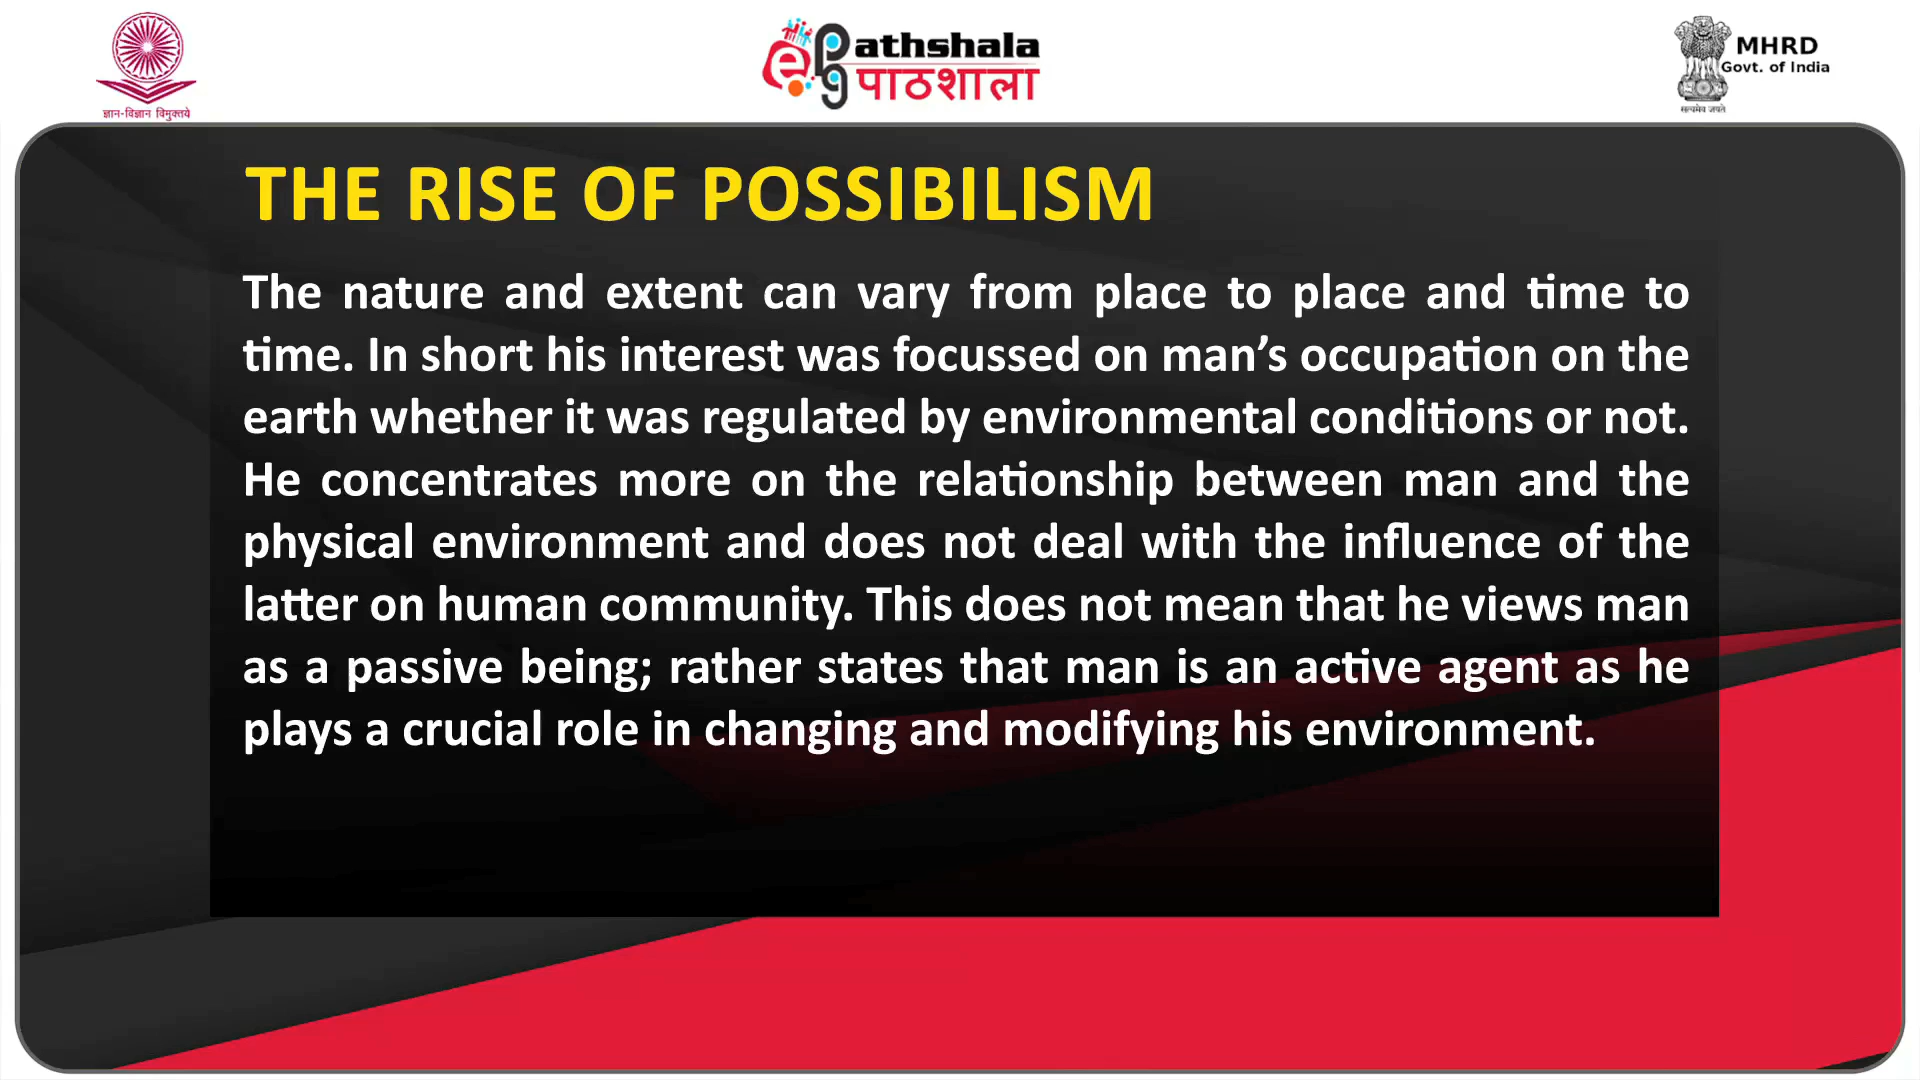 ज्ञान-विज्ञान विमुक्तये
e pg Pathshala
पाठशाला
MHRD
Govt. of India
सत्यमेव जयते
THE RISE OF POSSIBILISM
The nature and extent can vary from place to place and time to
time. In short his interest was focussed on man’s occupation on the
earth whether it was regulated by environmental conditions or not.
He concentrates more on the relationship between man and the
physical environment and does not deal with the influence of the
latter on human community. This does not mean that he views man
as a passive being; rather states that man is an active agent as he
plays a crucial role in changing and modifying his environment.